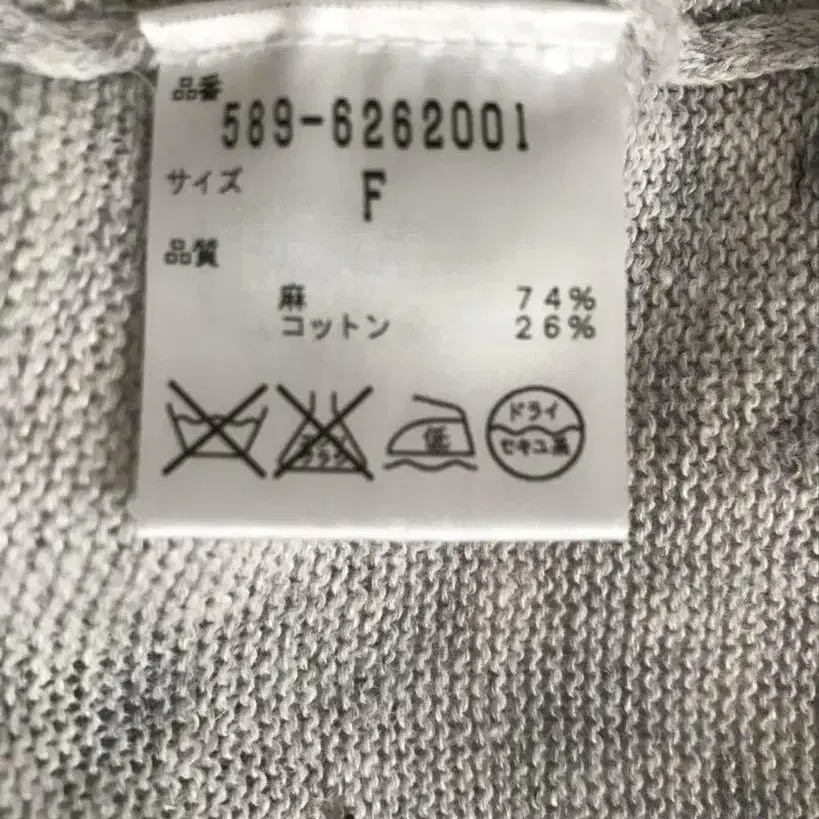 品番
589-6262001
サイズ F
品質
麻 74%
コットン 26%
低
ドライ
セキユ系